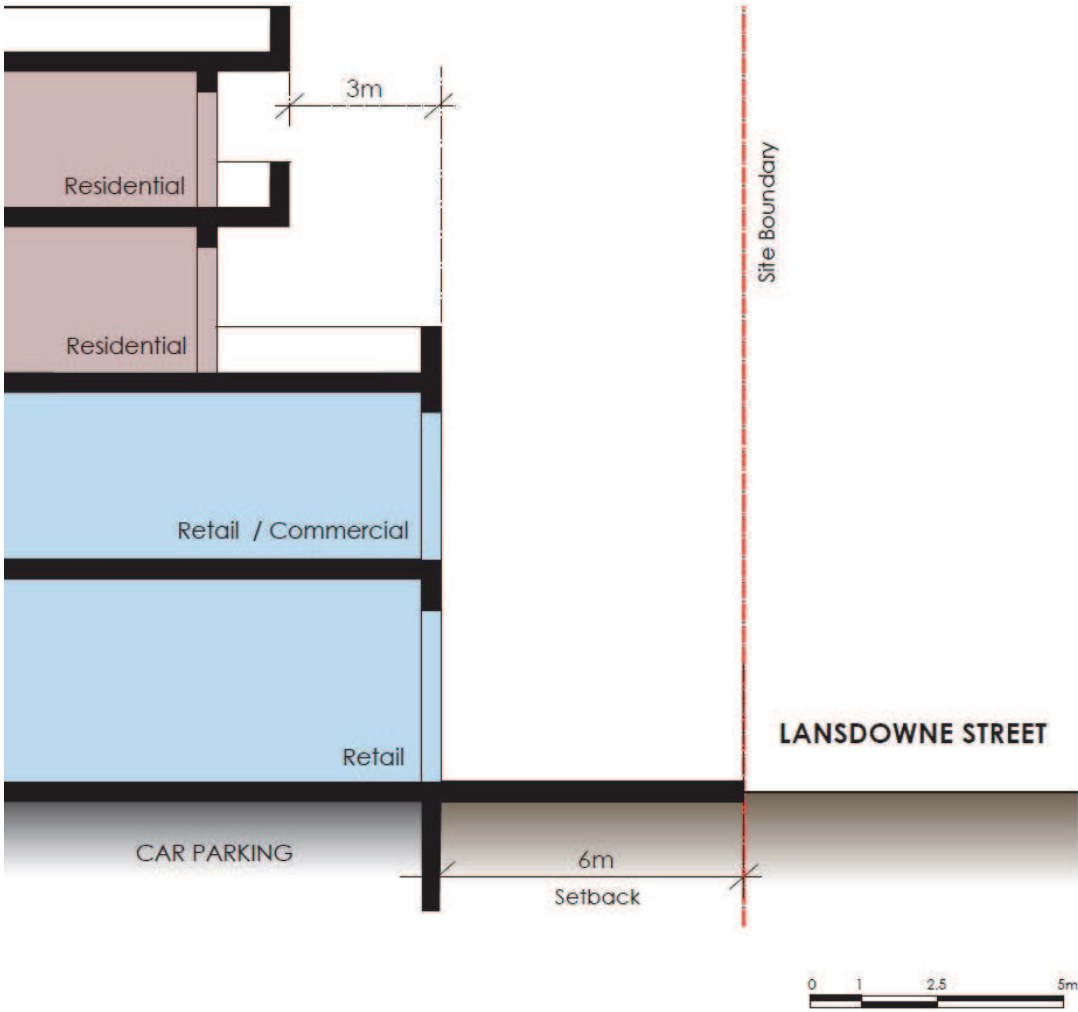 3m
Residential
Site Boundary
Residential
Retail / Commercial
LANSDOWNE STREET
Retail
CAR PARKING
6m
Setback
0 1 2.5 5m